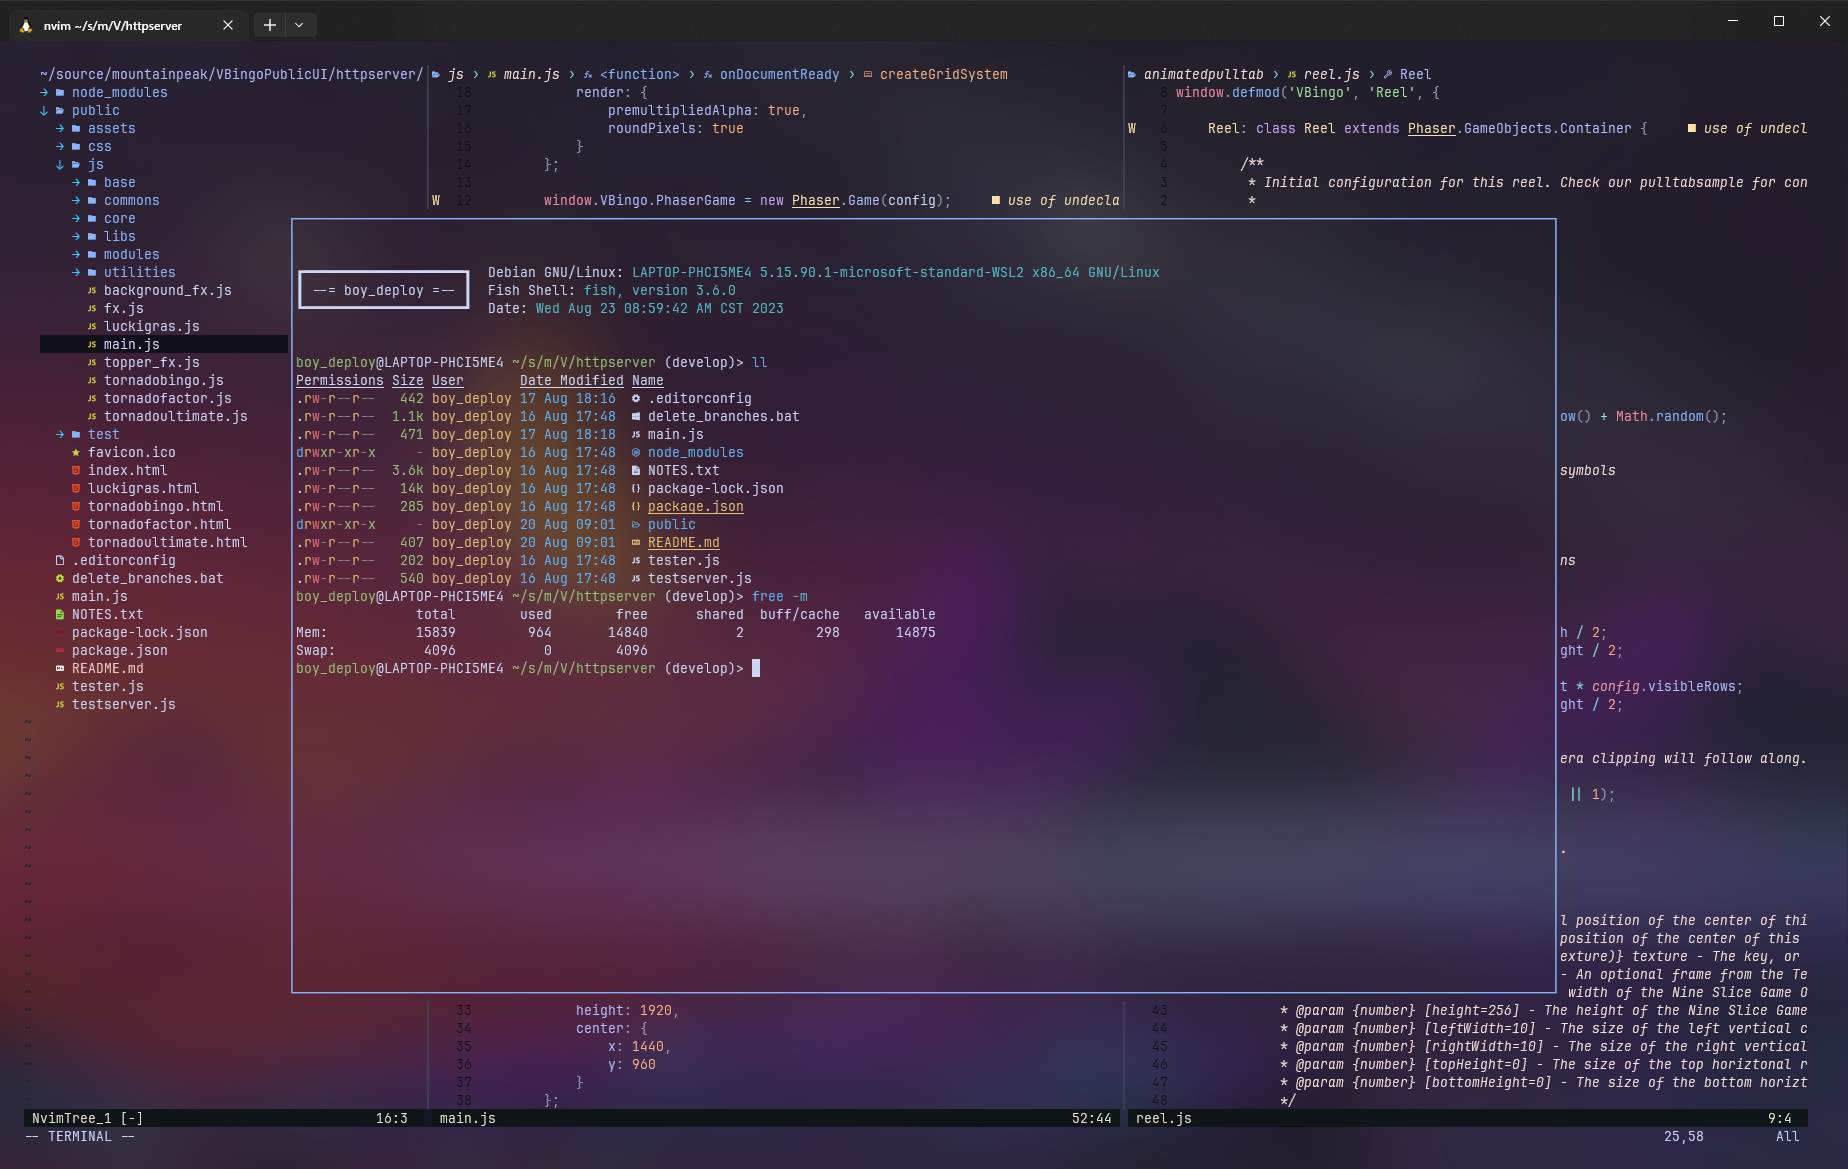 nvim ~/s/m/V/httpserver
~/source/mountainpeak/VBingoPublicUI/httpserver/
node_modules
public
assets
css
js
base
commons
core
libs
modules
utilities
JS background_fx.js
JS fx.js
JS luckigras.js
JS main.js
JS topper_fx.js
JS tornadobingo.js
JS tornadofactor.js
JS tornadoultimate.js
test
favicon.ico
index.html
luckigras.html
tornadobingo.html
tornadofactor.html
tornadoultimate.html
.editorconfig
delete_branches.bat
JS main.js
NOTES.txt
package-lock.json
package.json
README.md
JS tester.js
JS testserver.js
js > JS main.js > fx <function> > fx onDocumentReady > createGridSystem
18 render: {
17 premultipliedAlpha: true,
16 roundPixels: true
15 }
14 };
13
W 12 window.VBingo.PhaserGame = new Phaser.Game(config); ■ use of undecla
animatedpulltab > JS reel.js > Reel
8 window.defmod('VBingo', 'Reel', {
7
W 6 Reel: class Reel extends Phaser.GameObjects.Container { ■ use of undecl
5
4 /**
3 * Initial configuration for this reel. Check our pulltabsample for con
2 *
--= boy_deploy =--
Debian GNU/Linux: LAPTOP-PHCI5ME4 5.15.90.1-microsoft-standard-WSL2 x86_64 GNU/Linux
Fish Shell: fish, version 3.6.0
Date: Wed Aug 23 08:59:42 AM CST 2023
boy_deploy@LAPTOP-PHCI5ME4 ~/s/m/V/httpserver (develop)> ll
Permissions Size User Date Modified Name
.rw-r--r-- 442 boy_deploy 17 Aug 18:16 .editorconfig
.rw-r--r-- 1.1k boy_deploy 16 Aug 17:48 delete_branches.bat
.rw-r--r-- 471 boy_deploy 17 Aug 18:18 JS main.js
drwxr-xr-x - boy_deploy 16 Aug 17:48 node_modules
.rw-r--r-- 3.6k boy_deploy 16 Aug 17:48 NOTES.txt
.rw-r--r-- 14k boy_deploy 16 Aug 17:48 {} package-lock.json
.rw-r--r-- 285 boy_deploy 16 Aug 17:48 {} package.json
drwxr-xr-x - boy_deploy 20 Aug 09:01 public
.rw-r--r-- 407 boy_deploy 20 Aug 09:01 README.md
.rw-r--r-- 202 boy_deploy 16 Aug 17:48 JS tester.js
.rw-r--r-- 540 boy_deploy 16 Aug 17:48 JS testserver.js
boy_deploy@LAPTOP-PHCI5ME4 ~/s/m/V/httpserver (develop)> free -m
total used free shared buff/cache available
Mem: 15839 964 14840 2 298 14875
Swap: 4096 0 4096
boy_deploy@LAPTOP-PHCI5ME4 ~/s/m/V/httpserver (develop)>
ow() + Math.random();
symbols
ns
h / 2;
ght / 2;
t * config.visibleRows;
ght / 2;
era clipping will follow along.
|| 1);
.
l position of the center of thi
position of the center of this
exture)} texture - The key, or
- An optional frame from the Te
width of the Nine Slice Game O
33 height: 1920,
34 center: {
35 x: 1440,
36 y: 960
37 }
38 };
43 * @param {number} [height=256] - The height of the Nine Slice Game
44 * @param {number} [leftWidth=10] - The size of the left vertical c
45 * @param {number} [rightWidth=10] - The size of the right vertical
46 * @param {number} [topHeight=0] - The size of the top horiztonal r
47 * @param {number} [bottomHeight=0] - The size of the bottom horizt
48 */
NvimTree_1 [-] 16:3 main.js 52:44 reel.js 9:4
-- TERMINAL -- 25,58 All